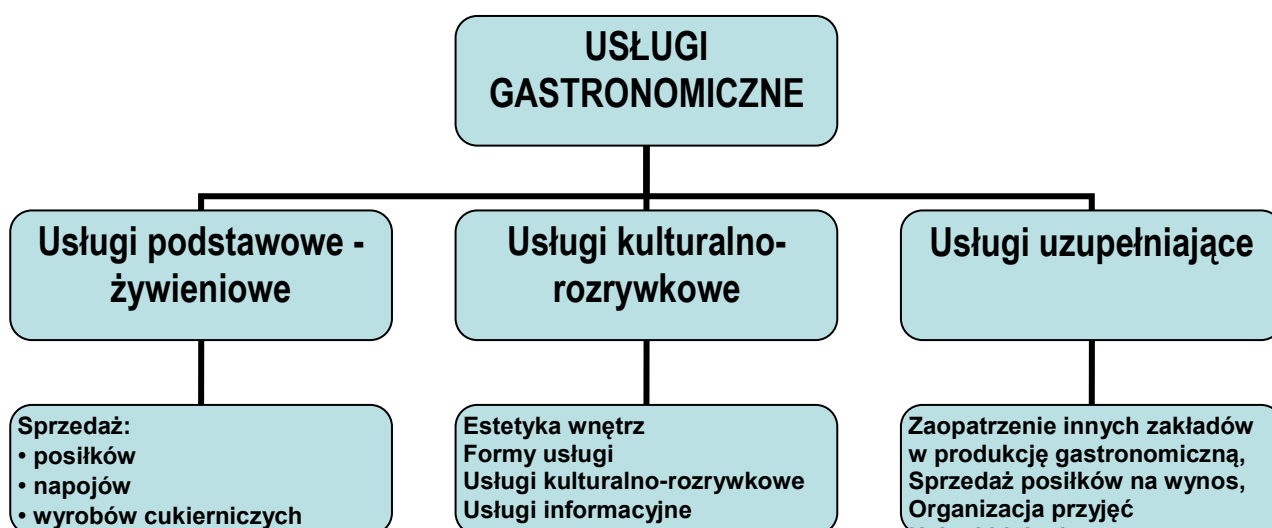 USŁUGI
GASTRONOMICZNE
Usługi podstawowe -
żywieniowe
Usługi kulturalno-
rozrywkowe
Usługi uzupełniające
Sprzedaż:
• posiłków
• napojów
• wyrobów cukierniczych
Estetyka wnętrz
Formy usługi
Usługi kulturalno-rozrywkowe
Usługi informacyjne
Zaopatrzenie innych zakładów
w produkcję gastronomiczną,
Sprzedaż posiłków na wynos,
Organizacja przyjęć